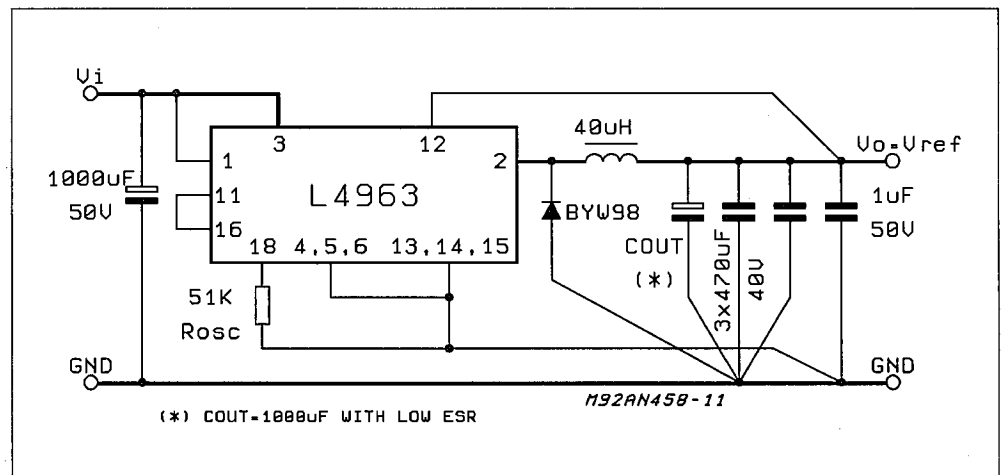 Vi
3
12
40uH
Vo=Vref
1
2
1000uF
50V
11
16
L4963
BYW98
1uF
50V
18
4,5,6
13,14,15
COUT
(*)
3x470uF
40V
51K
Rosc
GND
GND
M92AN450-11
(*) COUT=1000uF WITH LOW ESR